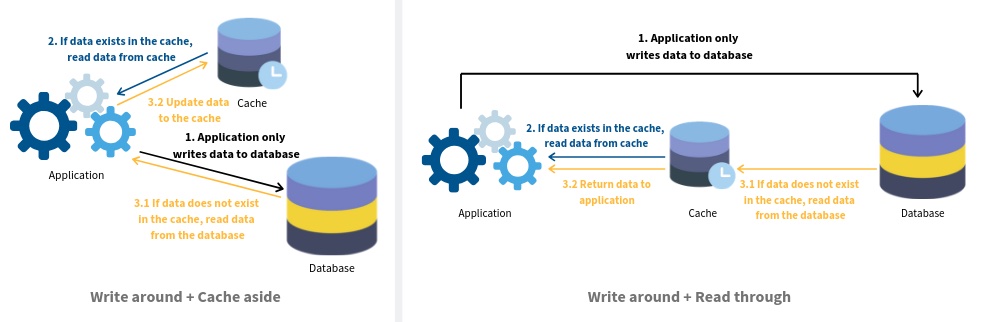 2. If data exists in the cache,
read data from cache
3.2 Update data
to the cache
Cache
1. Application only
writes data to database
Application
3.1 If data does not exist
in the cache, read data
from the database
Database
Write around + Cache aside
1. Application only
writes data to database
2. If data exists in the cache,
read data from cache
3.2 Return data to
application
3.1 If data does not exist
in the cache, read data
from the database
Application
Cache
Database
Write around + Read through